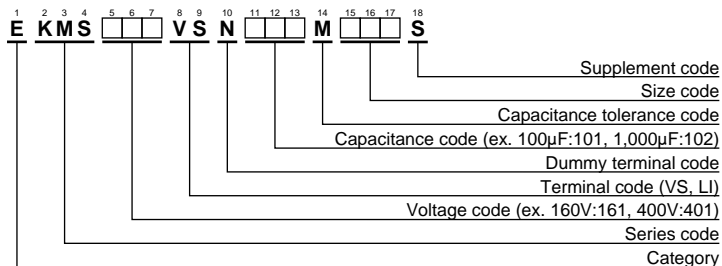 1 2 3 4 5 6 7 8 9 10 11 12 13 14 15 16 17 18
E KMS □□□ VS N □□□ M □□□ S
Supplement code
Size code
Capacitance tolerance code
Capacitance code (ex. 100μF:101, 1,000μF:102)
Dummy terminal code
Terminal code (VS, LI)
Voltage code (ex. 160V:161, 400V:401)
Series code
Category